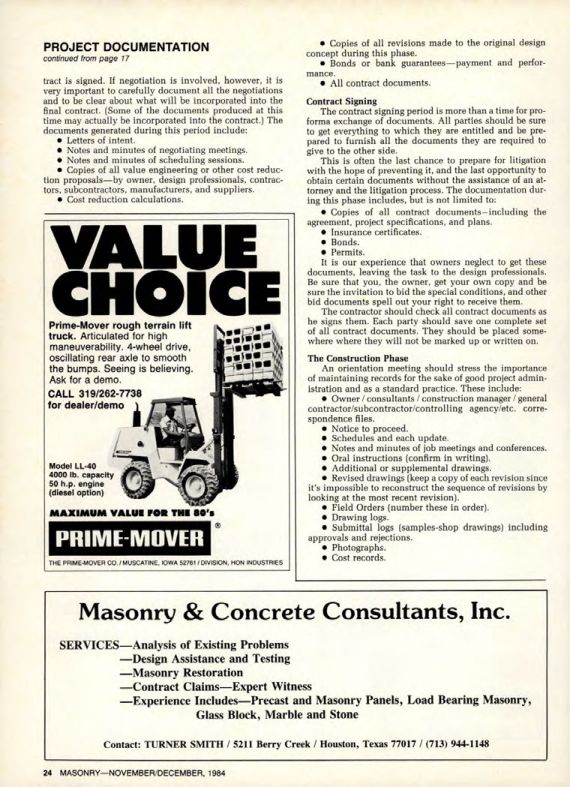 PROJECT DOCUMENTATION
continued from page 17
tract is signed. If negotiation is involved, however, it is
very important to carefully document all the negotiations
and to be clear about what will be incorporated into the
final contract. (Some of the documents produced at this
time may actually be incorporated into the contract.) The
documents generated during this period include:
• Letters of intent.
• Notes and minutes of negotiating meetings.
• Notes and minutes of scheduling sessions.
• Copies of all value engineering or other cost reduc-
tion proposals—by owner, design professionals, contrac-
tors, subcontractors, manufacturers, and suppliers.
• Cost reduction calculations.
VALUE
CHOICE
Prime-Mover rough terrain lift
truck. Articulated for high
maneuverability. 4-wheel drive,
oscillating rear axle to smooth
the bumps. Seeing is believing.
Ask for a demo.
CALL 319/262-7738
for dealer/demo
Model LL-40
4000 lb. capacity
50 h.p. engine
(diesel option)
MAXIMUM VALUE FOR THE 80's
PRIME-MOVER ®
THE PRIME-MOVER CO. / MUSCATINE, IOWA 52761 / DIVISION, HON INDUSTRIES
• Copies of all revisions made to the original design
concept during this phase.
• Bonds or bank guarantees—payment and perfor-
mance.
• All contract documents.
Contract Signing
The contract signing period is more than a time for pro-
forma exchange of documents. All parties should be sure
to get everything to which they are entitled and be pre-
pared to furnish all the documents they are required to
give to the other side.
This is often the last chance to prepare for litigation
with the hope of preventing it, and the last opportunity to
obtain certain documents without the assistance of an at-
torney and the litigation process. The documentation dur-
ing this phase includes, but is not limited to:
• Copies of all contract documents—including the
agreement, project specifications, and plans.
• Insurance certificates.
• Bonds.
• Permits.
It is our experience that owners neglect to get these
documents, leaving the task to the design professionals.
Be sure that you, the owner, get your own copy and be
sure the invitation to bid the special conditions, and other
bid documents spell out your right to receive them.
The contractor should check all contract documents as
he signs them. Each party should save one complete set
of all contract documents. They should be placed some-
where where they will not be marked up or written on.
The Construction Phase
An orientation meeting should stress the importance
of maintaining records for the sake of good project admin-
istration and as a standard practice. These include:
• Owner / consultants / construction manager / general
contractor/subcontractor/controlling agency/etc. corre-
spondence files.
• Notice to proceed.
• Schedules and each update.
• Notes and minutes of job meetings and conferences.
• Oral instructions (confirm in writing).
• Additional or supplemental drawings.
• Revised drawings (keep a copy of each revision since
it's impossible to reconstruct the sequence of revisions by
looking at the most recent revision).
• Field Orders (number these in order).
• Drawing logs.
• Submittal logs (samples-shop drawings) including
approvals and rejections.
• Photographs.
• Cost records.
Masonry & Concrete Consultants, Inc.
SERVICES—Analysis of Existing Problems
—Design Assistance and Testing
—Masonry Restoration
—Contract Claims—Expert Witness
—Experience Includes—Precast and Masonry Panels, Load Bearing Masonry,
Glass Block, Marble and Stone
Contact: TURNER SMITH / 5211 Berry Creek / Houston, Texas 77017 / (713) 944-1148
24 MASONRY—NOVEMBER/DECEMBER, 1984